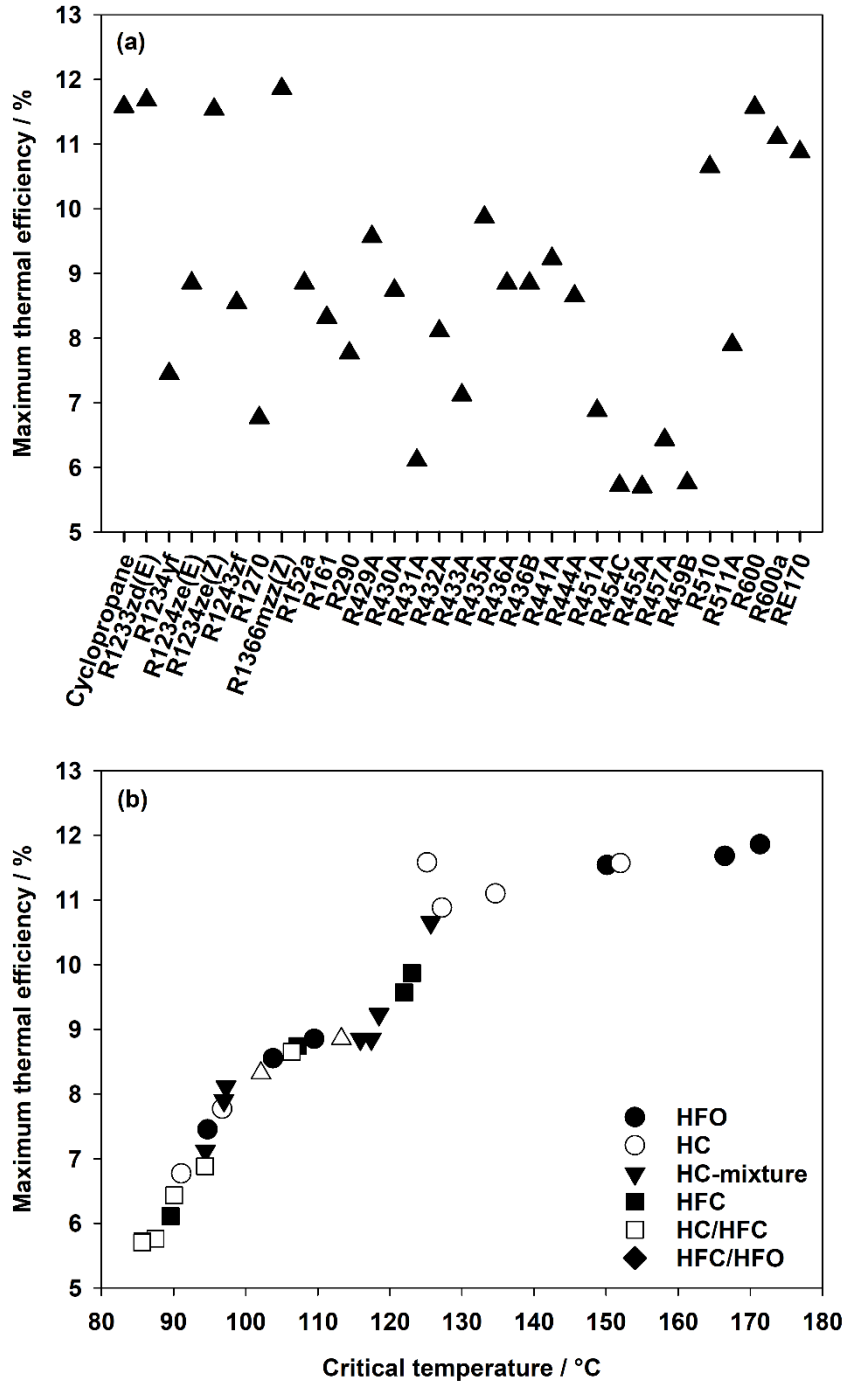 (a)
Maximum thermal efficiency / %
13
12
11
10
9
8
7
6
5
Cyclopropane
R1233zd(E)
R1234yf
R1234ze(E)
R1234ze(Z)
R1243zf
R1270
R1366mzz(Z)
R152a
R161
R290
R429A
R430A
R431A
R432A
R433A
R435A
R436A
R436B
R441A
R444A
R451A
R454C
R455A
R457A
R459B
R510
R511A
R600
R600a
RE170
(b)
Maximum thermal efficiency / %
13
12
11
10
9
8
7
6
5
HFO
HC
HC-mixture
HFC
HC/HFC
HFC/HFO
80 90 100 110 120 130 140 150 160 170 180
Critical temperature / °C